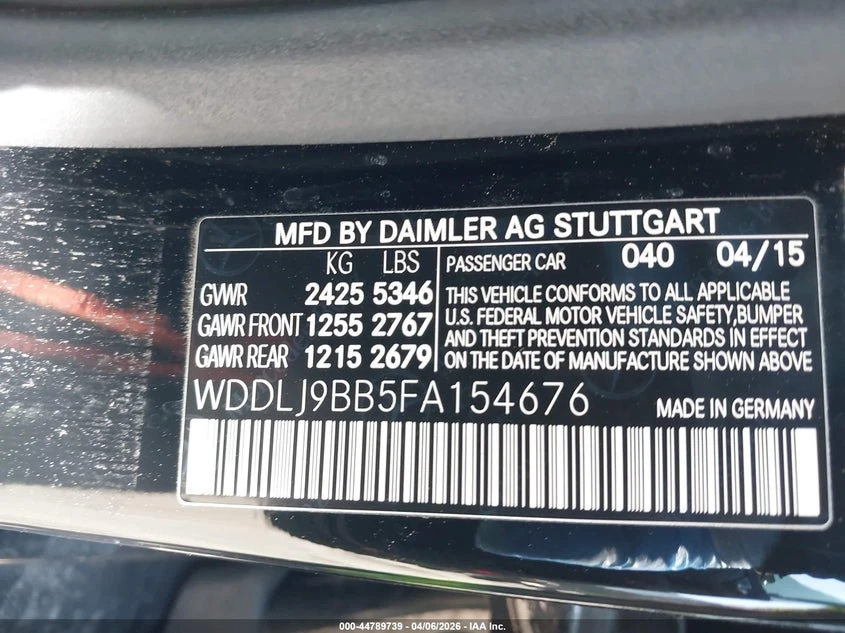 MFD BY DAIMLER AG STUTTGART
KG LBS
GWR 2425 5346
GAWR FRONT 1255 2767
GAWR REAR 1215 2679
PASSENGER CAR 040 04/15
THIS VEHICLE CONFORMS TO ALL APPLICABLE
U.S. FEDERAL MOTOR VEHICLE SAFETY,BUMPER
AND THEFT PREVENTION STANDARDS IN EFFECT
ON THE DATE OF MANUFACTURE SHOWN ABOVE
WDDLJ9BB5FA154676
MADE IN GERMANY
000-44789739 - 04/06/2026 - IAA Inc.